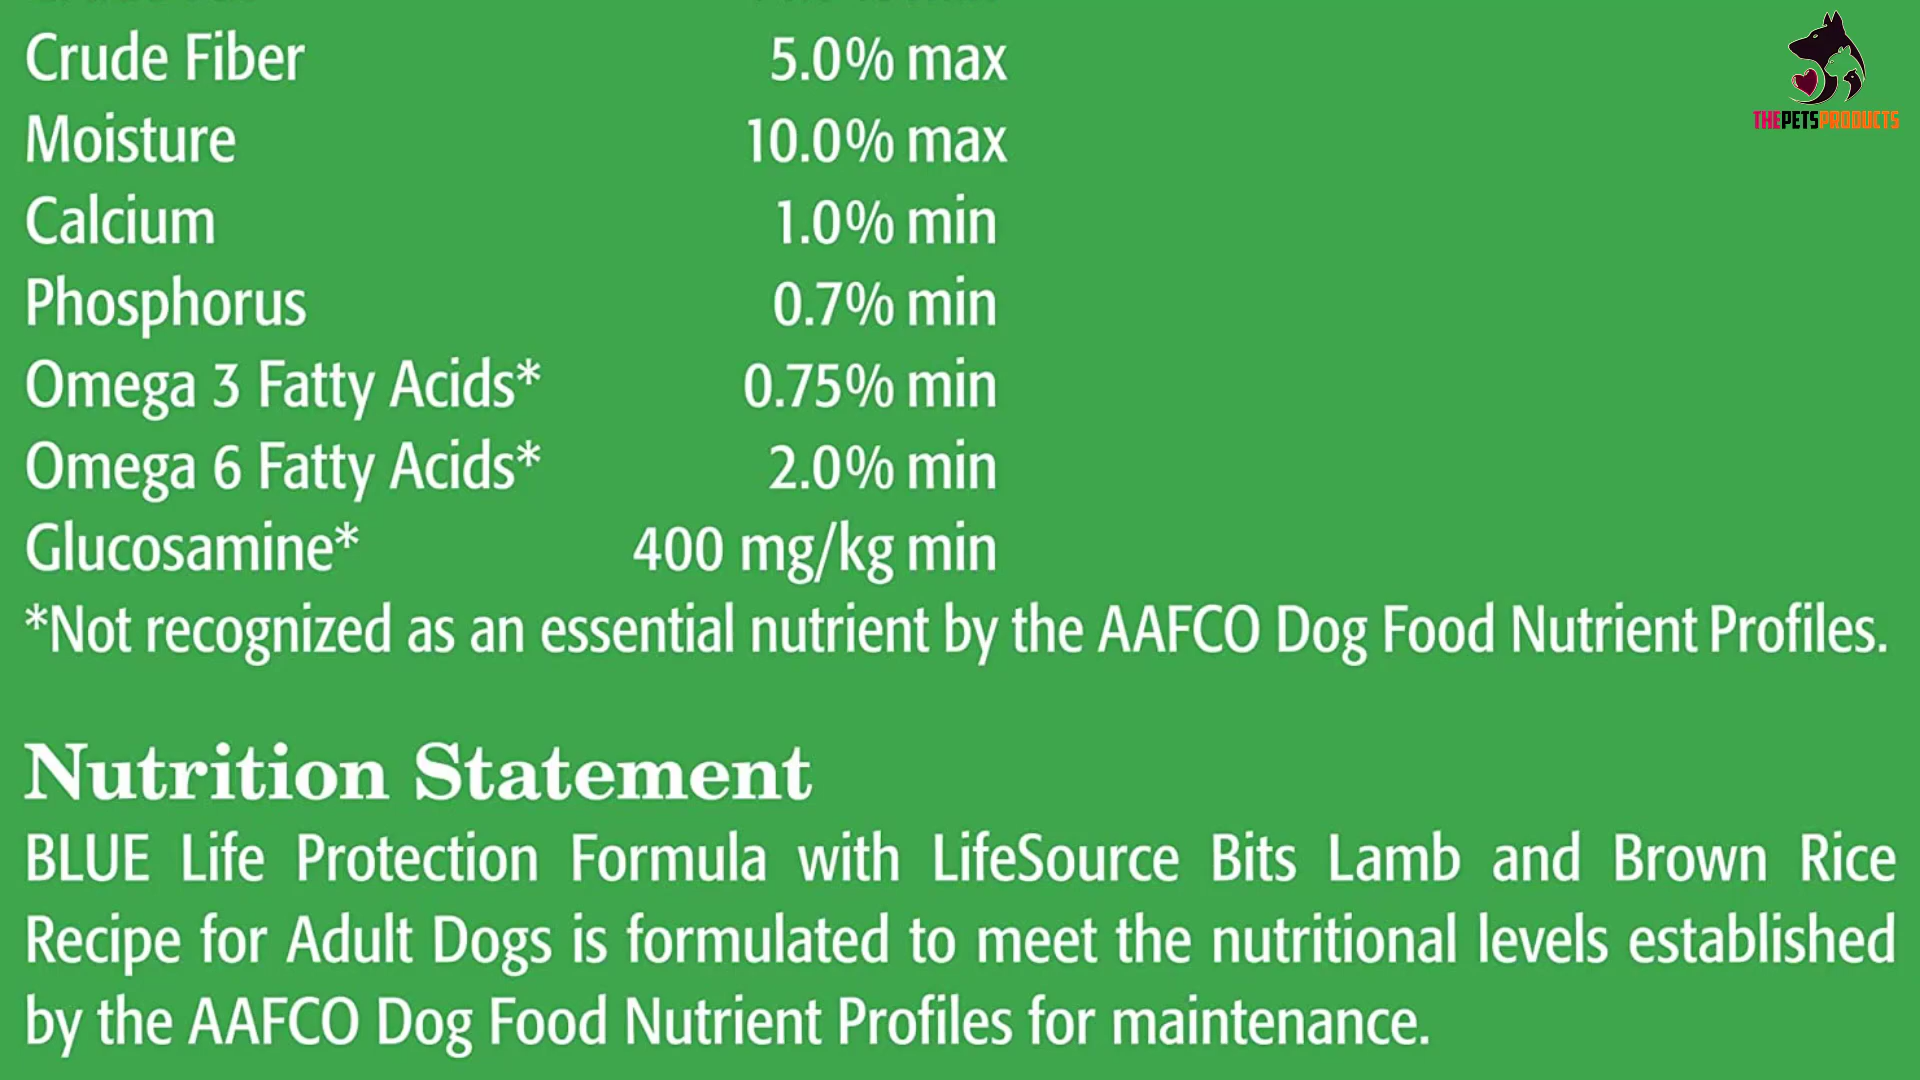 Crude Fiber 5.0% max
Moisture 10.0% max
Calcium 1.0% min
Phosphorus 0.7% min
Omega 3 Fatty Acids* 0.75% min
Omega 6 Fatty Acids* 2.0% min
Glucosamine* 400 mg/kg min
*Not recognized as an essential nutrient by the AAFCO Dog Food Nutrient Profiles.
Nutrition Statement
BLUE Life Protection Formula with LifeSource Bits Lamb and Brown Rice
Recipe for Adult Dogs is formulated to meet the nutritional levels established
by the AAFCO Dog Food Nutrient Profiles for maintenance.
THEPETSPRODUCTS